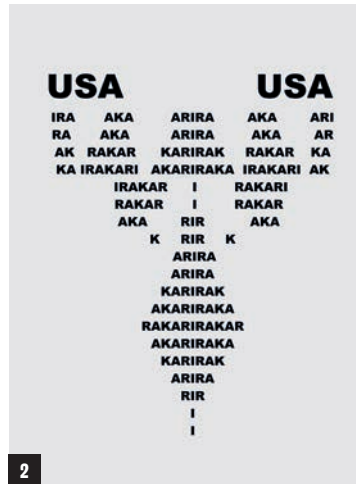 USA USA
IRA AKA ARIRA AKA ARI
RA AKA ARIRA AKA AR
AK RAKAR KARIRAK RAKAR KA
KA IRAKARI AKARIRAKA IRAKARI AK
IRAKAR I RAKARI
RAKAR I RAKAR
AKA RIR AKA
K RIR K
ARIRA
ARIRA
KARIRAK
AKARIRAKA
RAKARIRAKAR
AKARIRAKA
KARIRAK
ARIRA
RIR
I
I
2